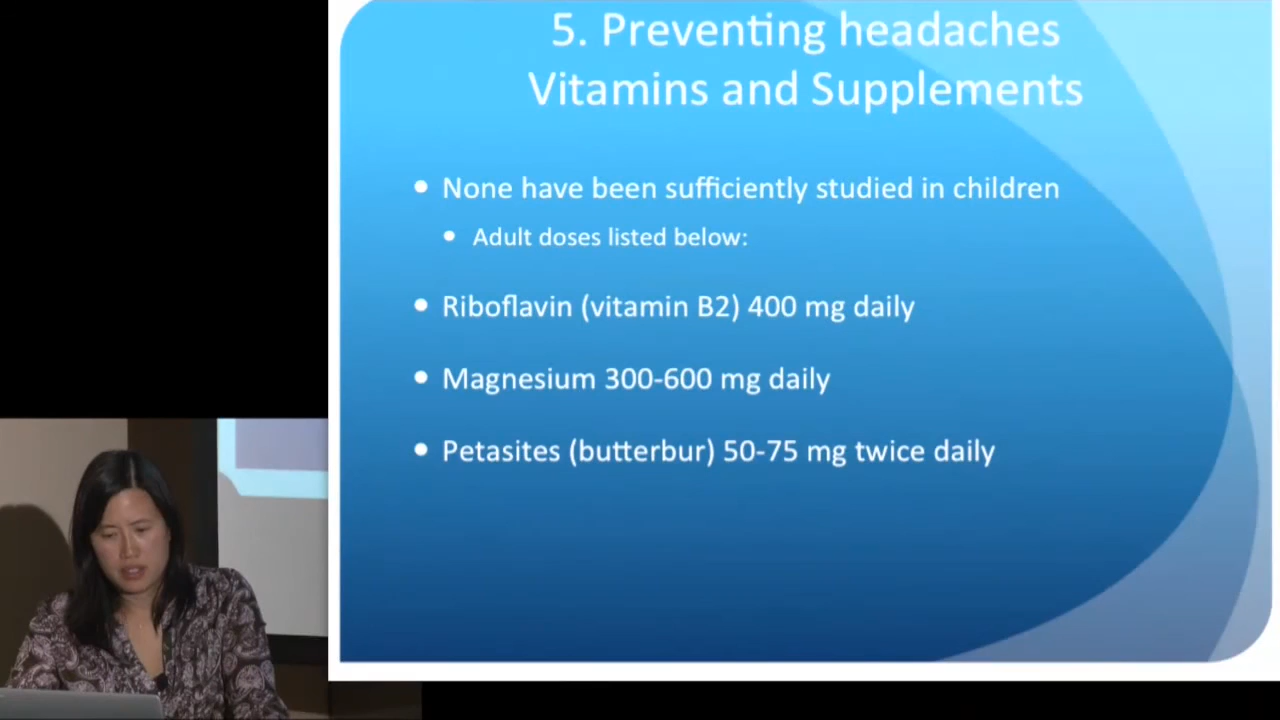 5. Preventing headaches
Vitamins and Supplements
• None have been sufficiently studied in children
• Adult doses listed below:
• Riboflavin (vitamin B2) 400 mg daily
• Magnesium 300-600 mg daily
• Petasites (butterbur) 50-75 mg twice daily